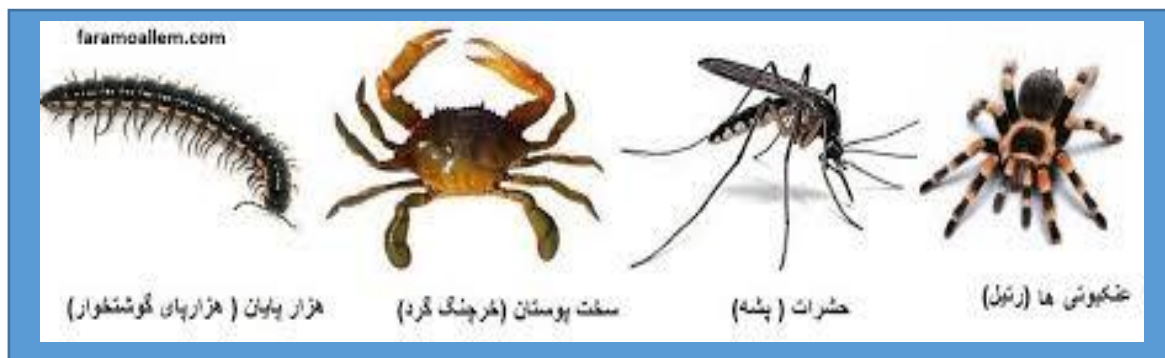 faramoallem.com
عنکبوتی ها (رتیل)
حشرات ( پشه)
سخت پوستان (خرچنگ گرد)
هزار پایان ( هزارپای گوشتخوار)